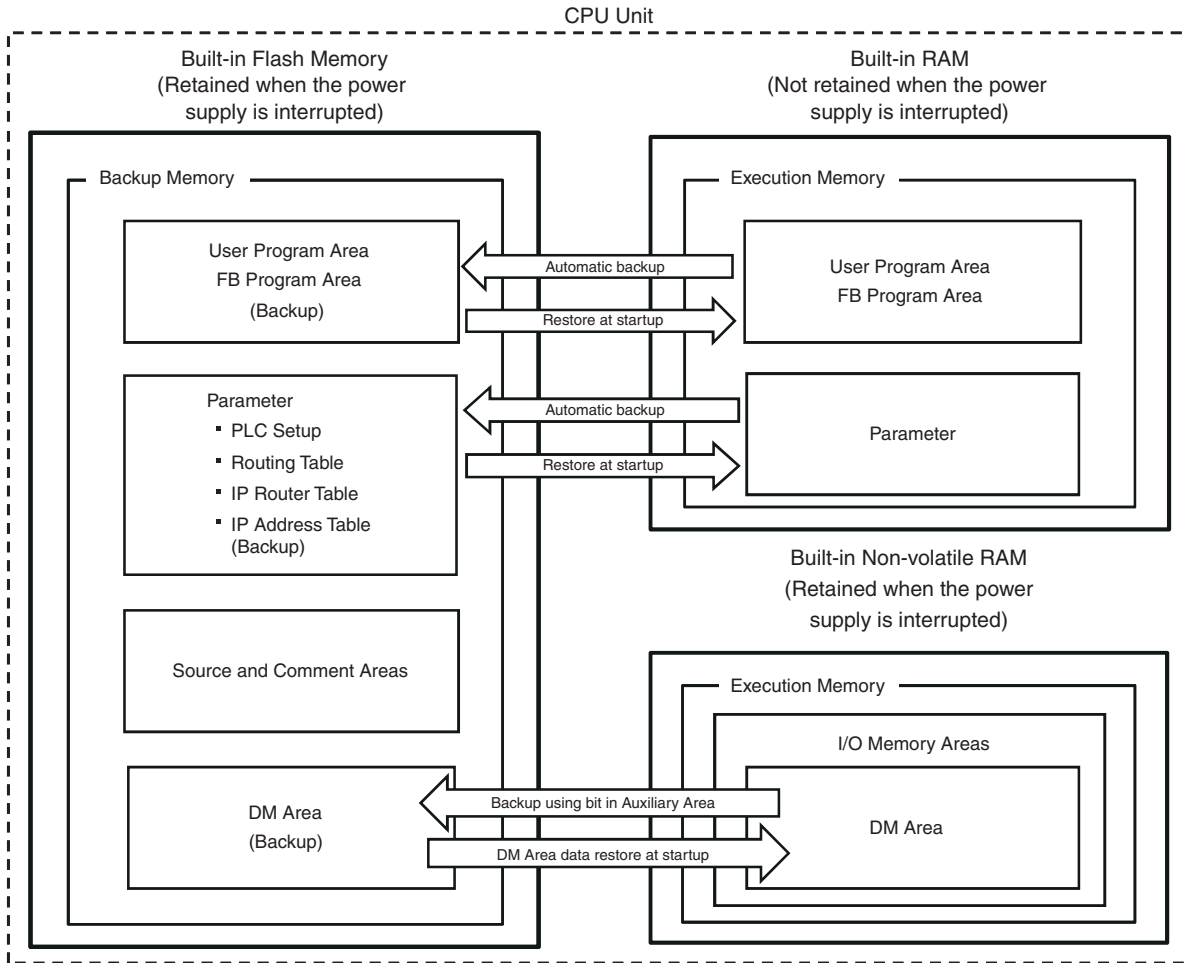 CPU Unit
Built-in Flash Memory
(Retained when the power
supply is interrupted)
Backup Memory
User Program Area
FB Program Area
(Backup)
Parameter
▪ PLC Setup
▪ Routing Table
▪ IP Router Table
▪ IP Address Table
(Backup)
Source and Comment Areas
DM Area
(Backup)
Automatic backup
Restore at startup
Automatic backup
Restore at startup
Backup using bit in Auxiliary Area
DM Area data restore at startup
Built-in RAM
(Not retained when the power
supply is interrupted)
Execution Memory
User Program Area
FB Program Area
Parameter
Built-in Non-volatile RAM
(Retained when the power
supply is interrupted)
Execution Memory
I/O Memory Areas
DM Area